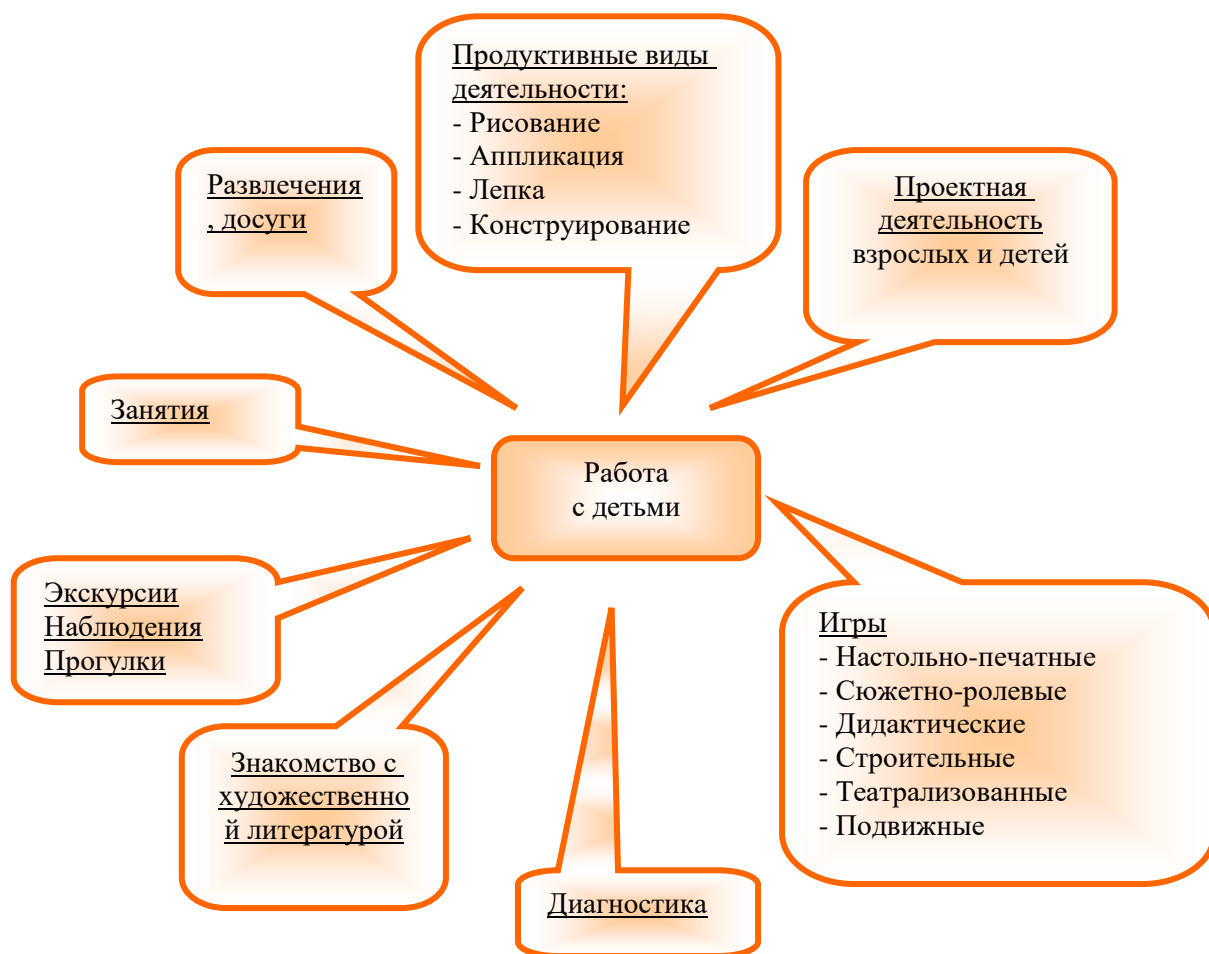 Продуктивные виды
деятельности:
- Рисование
- Аппликация
- Лепка
- Конструирование
Развлечения
, досуги
Проектная
деятельность
взрослых и детей
Занятия
Работа
с детьми
Экскурсии
Наблюдения
Прогулки
Игры
- Настольно-печатные
- Сюжетно-ролевые
- Дидактические
- Строительные
- Театрализованные
- Подвижные
Знакомство с
художественно
й литературой
Диагностика